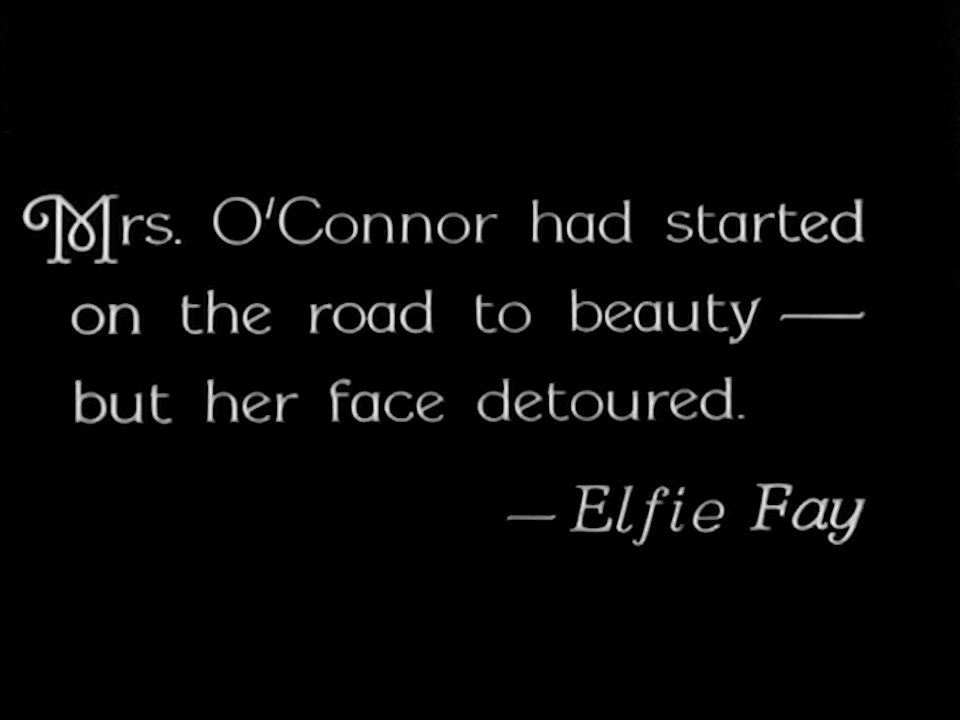 Mrs. O'Connor had started
on the road to beauty —
but her face detoured.
— Elfie Fay